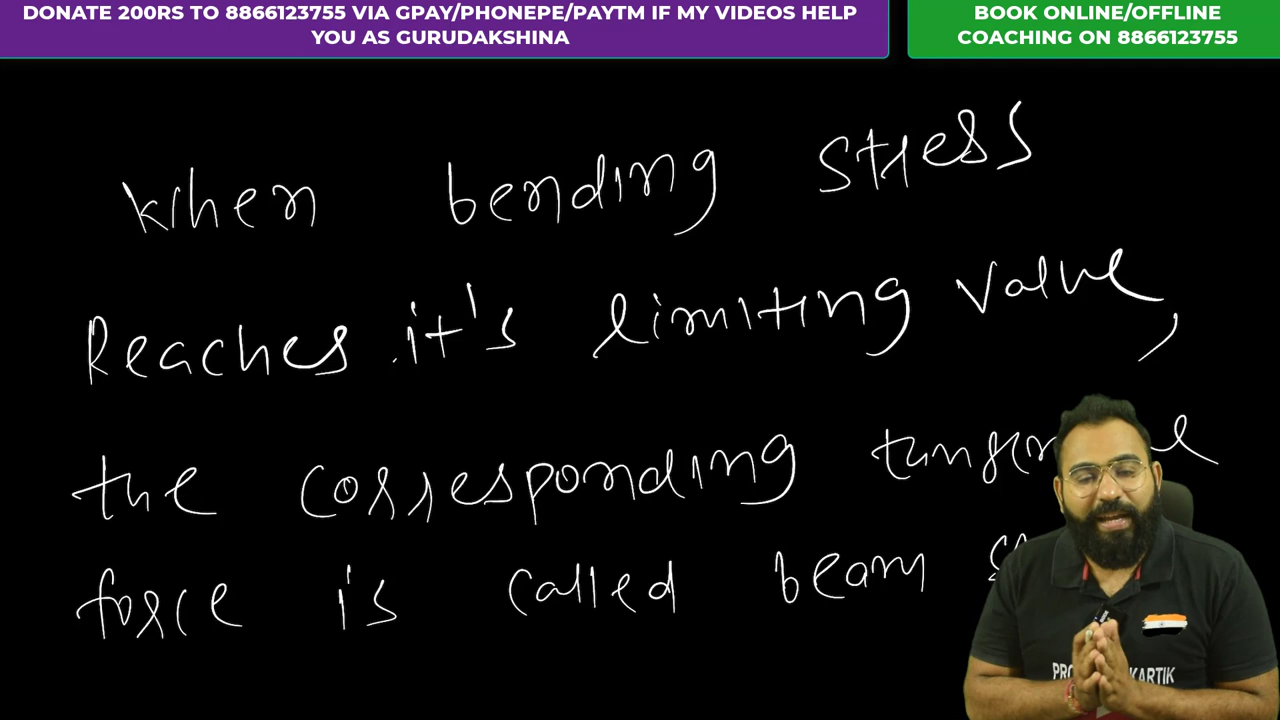 DONATE 200RS TO 8866123755 VIA GPAY/PHONEPE/PAYTM IF MY VIDEOS HELP
YOU AS GURUDAKSHINA
BOOK ONLINE/OFFLINE
COACHING ON 8866123755
When bending stress
Reaches it's limiting value,
the corresponding
force is called beam
KARTIK